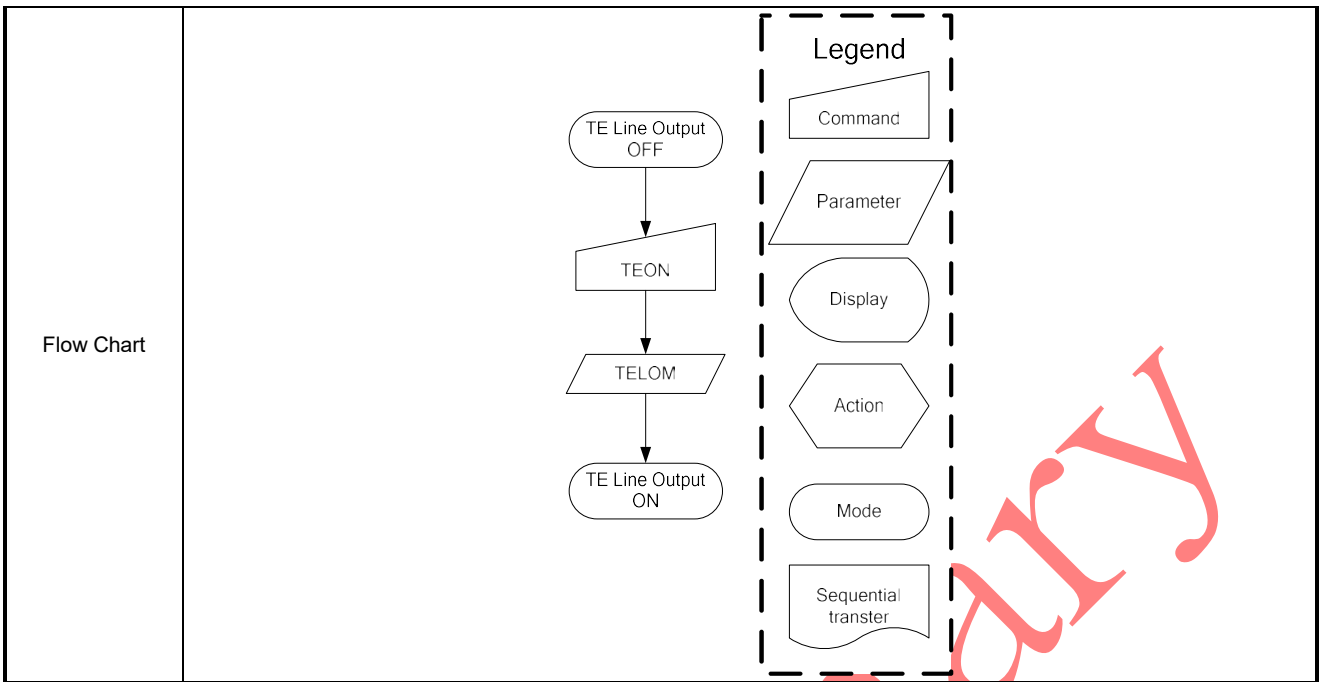 Flow Chart
TE Line Output
OFF
TEON
TELOM
TE Line Output
ON
Legend
Command
Parameter
Display
Action
Mode
Sequential
transter
ary